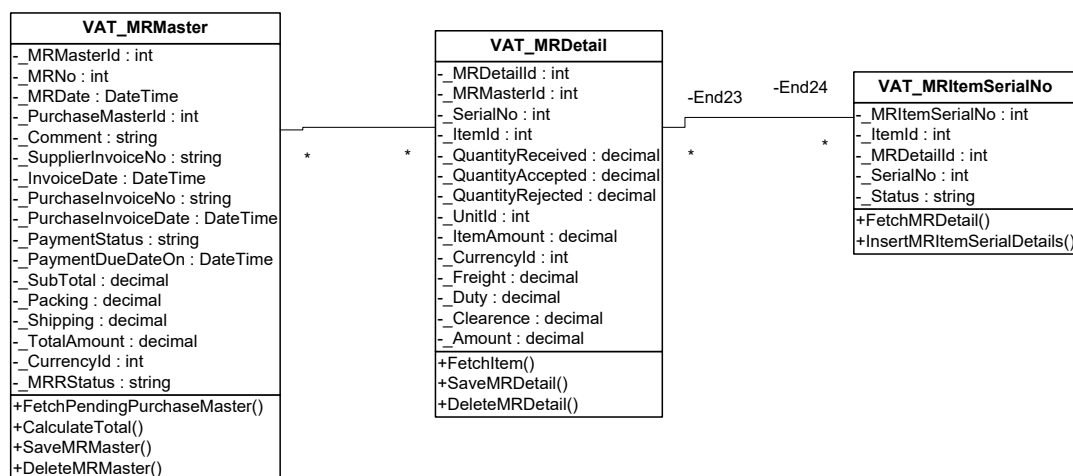 VAT_MRMaster
-_MRMasterId : int
-_MRNo : int
-_MRDate : DateTime
-_PurchaseMasterId : int
-_Comment : string
-_SupplierInvoiceNo : string
-_InvoiceDate : DateTime
-_PurchaseInvoiceNo : string
-_PurchaseInvoiceDate : DateTime
-_PaymentStatus : string
-_PaymentDueDateOn : DateTime
-_SubTotal : decimal
-_Packing : decimal
-_Shipping : decimal
-_TotalAmount : decimal
-_CurrencyId : int
-_MRRStatus : string
+FetchPendingPurchaseMaster()
+CalculateTotal()
+SaveMRMaster()
+DeleteMRMaster()
*
*
VAT_MRDetail
-_MRDetailId : int
-_MRMasterId : int
-_SerialNo : int
-_ItemId : int
-_QuantityReceived : decimal
-_QuantityAccepted : decimal
-_QuantityRejected : decimal
-_UnitId : int
-_ItemAmount : decimal
-_CurrencyId : int
-_Freight : decimal
-_Duty : decimal
-_Clearence : decimal
-_Amount : decimal
+FetchItem()
+SaveMRDetail()
+DeleteMRDetail()
-End23
-End24
*
*
VAT_MRItemSerialNo
-_MRItemSerialNo : int
-_ItemId : int
-_MRDetailId : int
-_SerialNo : int
-_Status : string
+FetchMRDetail()
+InsertMRItemSerialDetails()